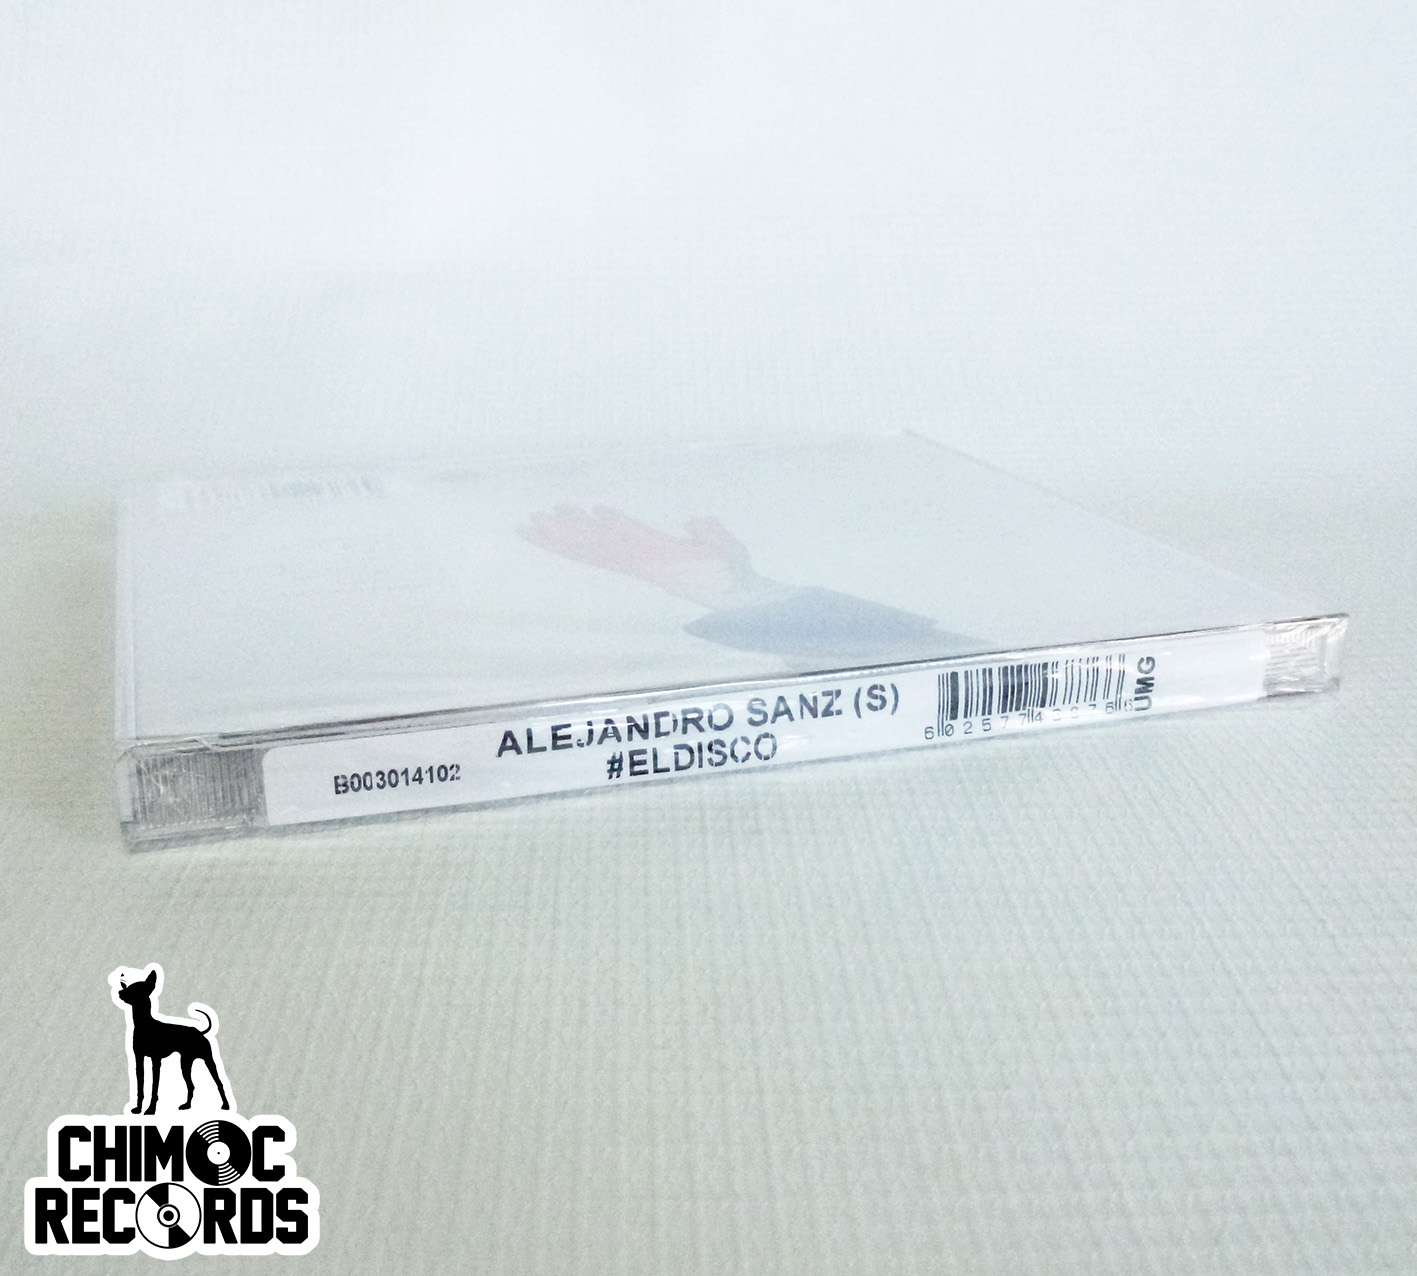 B003014102
ALEJANDRO SANZ (S)
#ELDISCO
UMG
CHIMOC
RECORDS